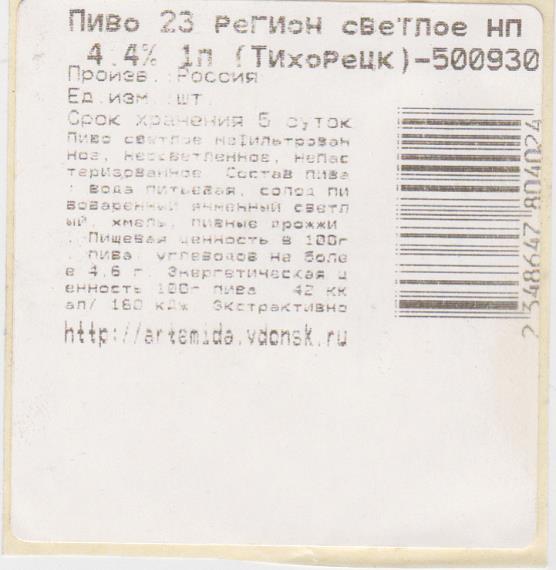 Пиво 23 регион светлое НП
4.4% 1л (Тихорецк)-500930
Произв.:Россия
Ед.изм.:шт.
Срок хранения 5 суток
Пиво светлое нефильтрован
ное, неосветленное, непас
теризованное. Состав пива
: вода питьевая, солод пи
воваренный ячменный светл
ый, хмель, пивные дрожжи
. Пищевая ценность в 100г
пива: углеводов не боле
е 4,6 г. Энергетическая ц
енность 100г пива - 42 кк
ал/ 180 кДж. Экстрактивно
http://artemida.vdonsk.ru
2 348647 804024